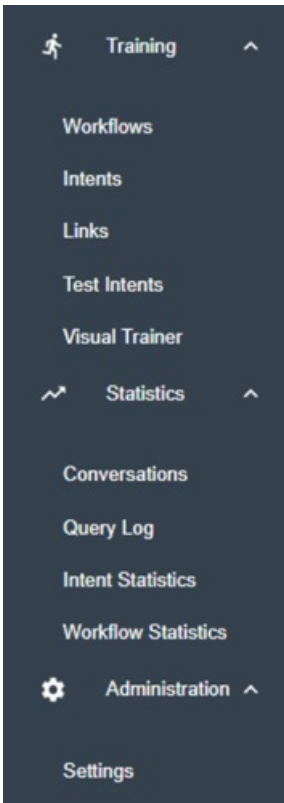 Training
Workflows
Intents
Links
Test Intents
Visual Trainer
Statistics
Conversations
Query Log
Intent Statistics
Workflow Statistics
Administration
Settings